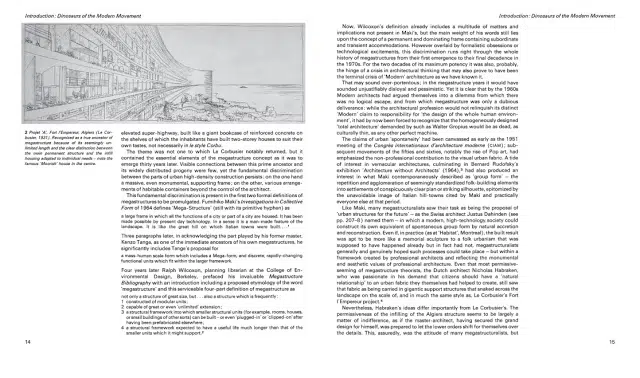 Introduction: Dinosaurs of the Modern Movement
2 Projet 'A', Fort l'Empereur, Algiers (Le Cor-
busier, 1931). Recognised as a true ancestor of
megastructure because of its seemingly un-
limited length and the clear distinction between
the main permanent structure and the infill
housing adapted to individual needs – note the
famous 'Moorish' house in the centre.
elevated super-highway, built like a giant bookcase of reinforced concrete on
the shelves of which the inhabitants have built two-storey houses to suit their
own tastes, not necessarily in le style Corbu.
The theme was not one to which Le Corbusier notably returned, but it
contained the essential elements of the megastructure concept as it was to
emerge thirty years later. Visible connections between this prime ancestor and
its widely distributed progeny were few, yet the fundamental discrimination
between the parts of urban high-density construction persists; on the one hand
a massive, even monumental, supporting frame; on the other, various arrange-
ments of habitable containers beyond the control of the architect.
This fundamental discrimination is present in the first two formal definitions of
megastructures to be promulgated. Fumihiko Maki's Investigations in Collective
Form of 1964 defines 'Mega-Structure' (still with its primitive hyphen) as
a large frame in which all the functions of a city or part of a city are housed. It has been
made possible by present day technology. In a sense it is a man-made feature of the
landscape. It is like the great hill on which Italian towns were built. . . .¹
Three paragraphs later, in acknowledging the part played by his former master,
Kenzo Tange, as one of the immediate ancestors of his own megastructures, he
significantly includes Tange's proposal for
a mass-human scale form which includes a Mega-form, and discrete, rapidly-changing
functional units which fit within the larger framework
Four years later Ralph Wilcoxon, planning librarian at the College of En-
vironmental Design, Berkeley, prefaced his invaluable Megastructure
Bibliography with an introduction including a proposed etymology of the word
'megastructure' and this serviceable four-part definition of megastructure as
not only a structure of great size, but . . . also a structure which is frequently:
1 constructed of modular units;
2 capable of great or even 'unlimited' extension;
3 a structural framework into which smaller structural units (for example, rooms, houses,
or small buildings of other sorts) can be built – or even 'plugged-in' or 'clipped-on' after
having been prefabricated elsewhere;
4 a structural framework expected to have a useful life much longer than that of the
smaller units which it might support.²
14
Introduction: Dinosaurs of the Modern Movement
Now, Wilcoxon's definition already includes a multitude of matters and
implications not present in Maki's, but the main weight of his words still lies
upon the concept of a permanent and dominating frame containing subordinate
and transient accommodations. However overlaid by formalistic obsessions or
technological excitements, this discrimination runs right through the whole
history of megastructures from their first emergence to their final decadence in
the 1970s. For the two decades of its maximum potency it was also, probably,
the hinge of a crisis in architectural thinking that may also prove to have been
the terminal crisis of 'Modern' architecture as we have known it.
That may sound over-portentous; in the megastructure years it would have
sounded unjustifiably disloyal and pessimistic. Yet it is clear that by the 1960s
Modern architects had argued themselves into a dilemma from which there
was no logical escape, and from which megastructure was only a dubious
deliverance: while the architectural profession would not relinquish its distinct
'Modern' claim to responsibility for 'the design of the whole human environ-
ment', it had by now been forced to recognise that the homogeneously designed
'total architecture' demanded by such as Walter Gropius would be as dead, as
culturally thin, as any other perfect machine.
The claims of urban 'spontaneity' had been canvassed as early as the 1951
meeting of the Congres Internationaux d'architecture moderne (CIAM); sub-
sequent movements of the fifties and sixties, notably the rise of Pop art, had
emphasised the non-professional contribution to the visual urban fabric. A tide
of interest in vernacular architectures, culminating in Bernard Rudofsky's
exhibition 'Architecture without Architects' (1964),³ had also produced an
interest in what Maki contemporaneously described as 'group form' – the
repetition and agglomeration of seemingly standardized folk-building elements
into settlements of conspicuously clear plan or striking silhouette, epitomized by
the unavoidable image of Italian hill-towns cited by Maki and practically
everyone else at that period.
Like Maki, many megastructuralists saw their task as being the proposal of
'urban structures for the future' – as the Swiss architect Justus Dahinden (see
pp. 207–8) named them – in which a modern, high-technology society could
construct its own equivalent of spontaneous group form by natural accretion
and reconstruction. Even if, in practice (as at 'Habitat', Montreal), the built result
was apt to be more like a memorial sculpture to a folk urbanism that was
supposed to have happened already but in fact had not, megastructuralists
generally and genuinely hoped such processes could take place – but within a
framework created by professional architects and reflecting the monumental
and aesthetic values of professional architecture. Even that most permissive-
seeming of megastructure theorists, the Dutch architect Nicholas Habraken,
who was passionate in his demand that citizens should have a 'natural
relationship' to an urban fabric they themselves had helped to create, still saw
that fabric as being carried in gigantic support structures that snaked across the
landscape on the scale of, and in much the same style as, Le Corbusier's Fort
l'Empereur project.⁴
Nevertheless, Habraken's ideas differ importantly from Le Corbusier's. The
permissiveness of the infilling of the Algiers structure seems to be largely a
matter of indifference, as if the master-architect, having secured the grand
design for himself, was prepared to let the lower orders shift for themselves over
the details. This, assuredly, was the attitude of many megastructuralists, but
15